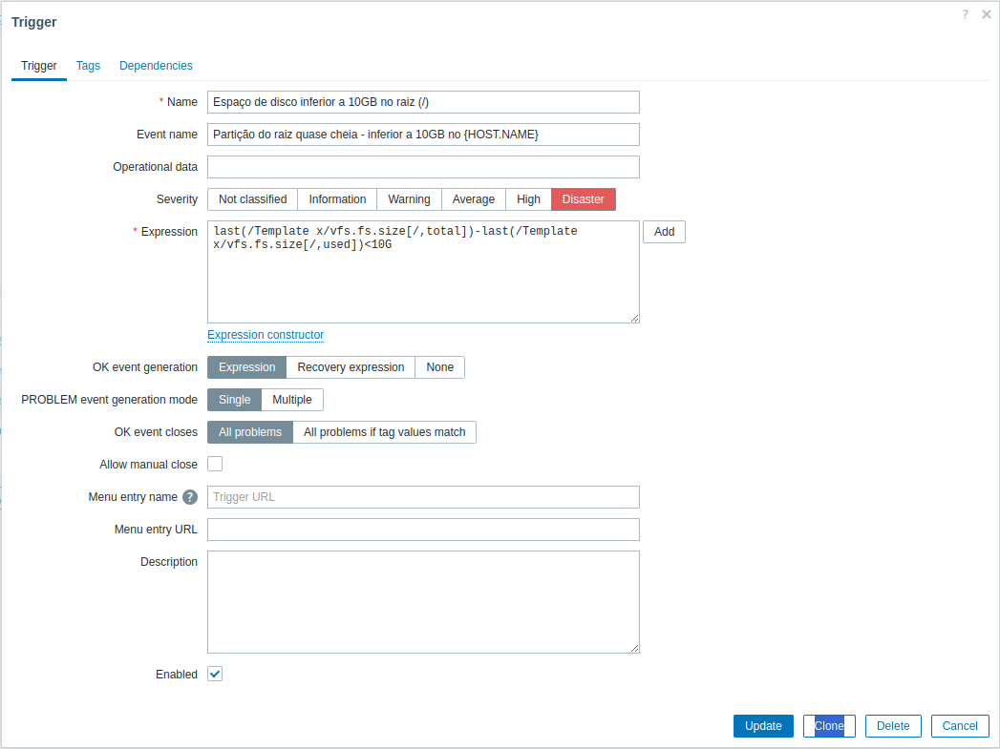 Trigger
? ×
Trigger Tags Dependencies
* Name Espaço de disco inferior a 10GB no raiz (/)
Event name Partição do raiz quase cheia - inferior a 10GB no {HOST.NAME}
Operational data
Severity Not classified Information Warning Average High Disaster
* Expression last(/Template x/vfs.fs.size[/,total])-last(/Template
x/vfs.fs.size[/,used])<10G
Add
Expression constructor
OK event generation Expression Recovery expression None
PROBLEM event generation mode Single Multiple
OK event closes All problems All problems if tag values match
Allow manual close
Menu entry name ? Trigger URL
Menu entry URL
Description
Enabled
Update Clone Delete Cancel